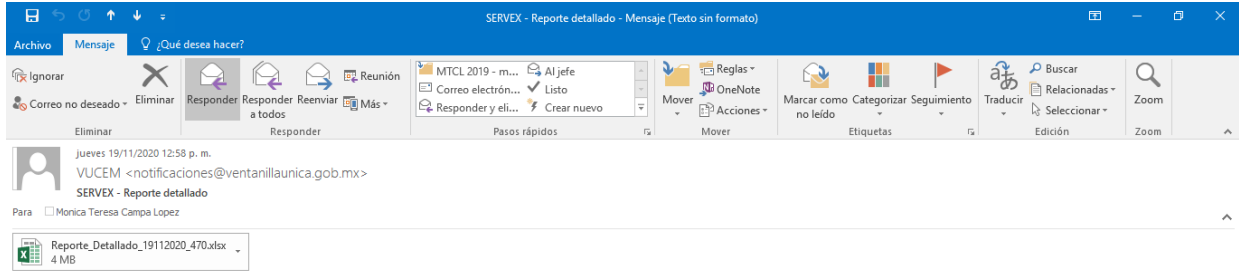 SERVEX - Reporte detallado - Mensaje (Texto sin formato)
Archivo Mensaje ¿Qué desea hacer?
Ignorar
Correo no deseado
Eliminar
Responder
Responder a todos
Reenviar
Reunión
Más
MTCL 2019 - m...
Al jefe
Correo electrón...
Listo
Responder y eli...
Crear nuevo
Mover
Reglas
OneNote
Acciones
Marcar como no leído
Categorizar
Seguimiento
Traducir
Buscar
Relacionadas
Seleccionar
Zoom
Eliminar Responder Pasos rápidos Mover Etiquetas Edición Zoom
jueves 19/11/2020 12:58 p. m.
VUCEM <notificaciones@ventanillaunica.gob.mx>
SERVEX - Reporte detallado
Para Monica Teresa Campa Lopez
Reporte_Detallado_19112020_470.xlsx
4 MB